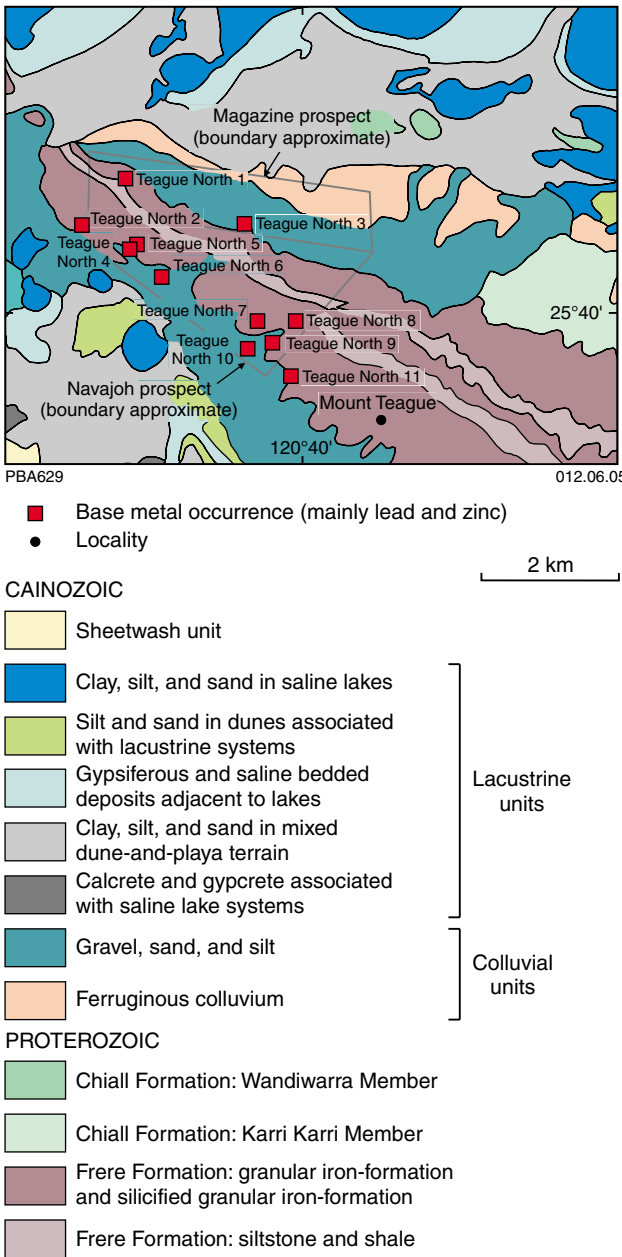 Magazine prospect
(boundary approximate)
Teague North 1
Teague North 2
Teague North 3
Teague
North 4
Teague North 5
Teague North 6
Teague North 7
Teague North 8
25°40'
Teague North 9
Teague
North 10
Teague North 11
Navajoh prospect
(boundary approximate)
Mount Teague
120°40'
PBA629
012.06.05
Base metal occurrence (mainly lead and zinc)
Locality
2 km
CAINOZOIC
Sheetwash unit
Clay, silt, and sand in saline lakes
Silt and sand in dunes associated
with lacustrine systems
Gypsiferous and saline bedded
deposits adjacent to lakes
Clay, silt, and sand in mixed
dune-and-playa terrain
Calcrete and gypcrete associated
with saline lake systems
Lacustrine
units
Gravel, sand, and silt
Ferruginous colluvium
Colluvial
units
PROTEROZOIC
Chiall Formation: Wandiwarra Member
Chiall Formation: Karri Karri Member
Frere Formation: granular iron-formation
and silicified granular iron-formation
Frere Formation: siltstone and shale